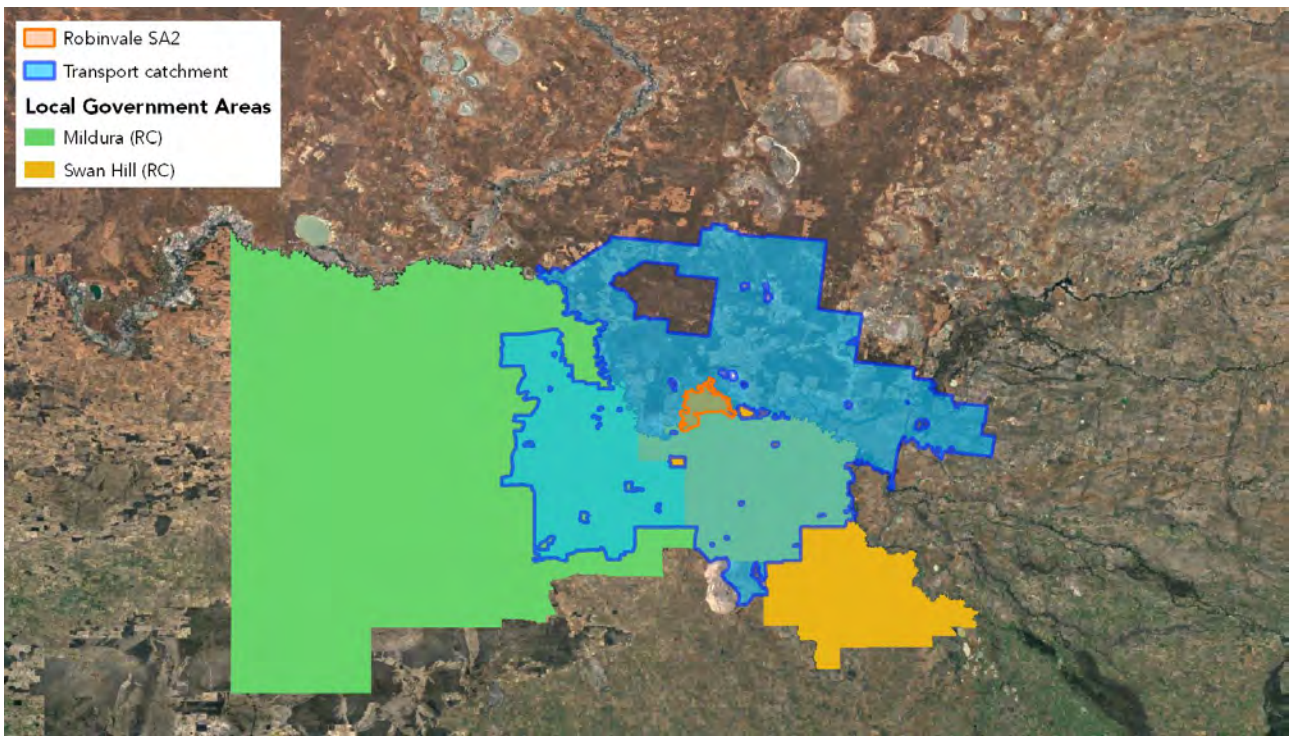 Robinvale SA2
Transport catchment
Local Government Areas
Mildura (RC)
Swan Hill (RC)